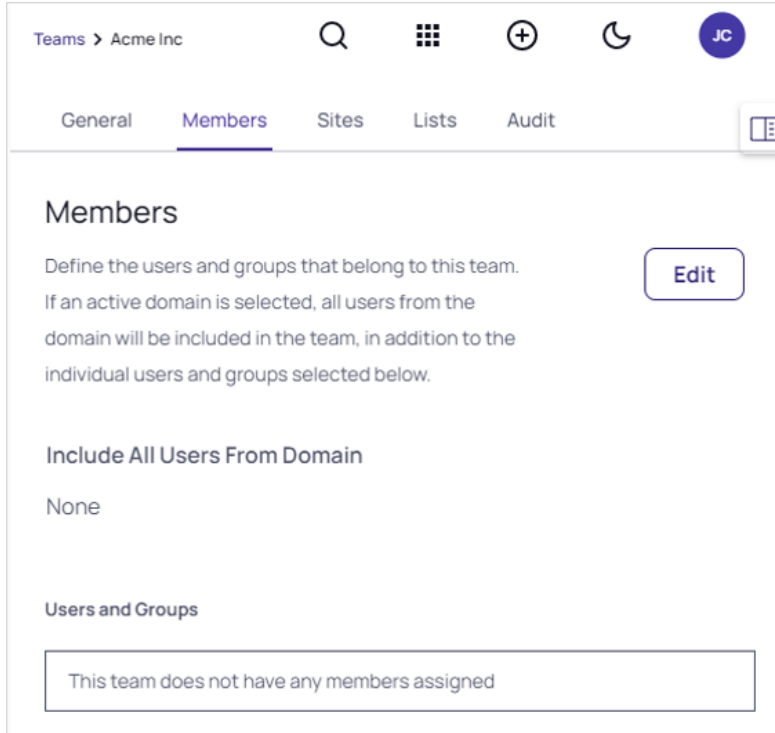 Teams > Acme Inc
JC
General Members Sites Lists Audit
Members
Define the users and groups that belong to this team.
If an active domain is selected, all users from the
domain will be included in the team, in addition to the
individual users and groups selected below.
Edit
Include All Users From Domain
None
Users and Groups
This team does not have any members assigned